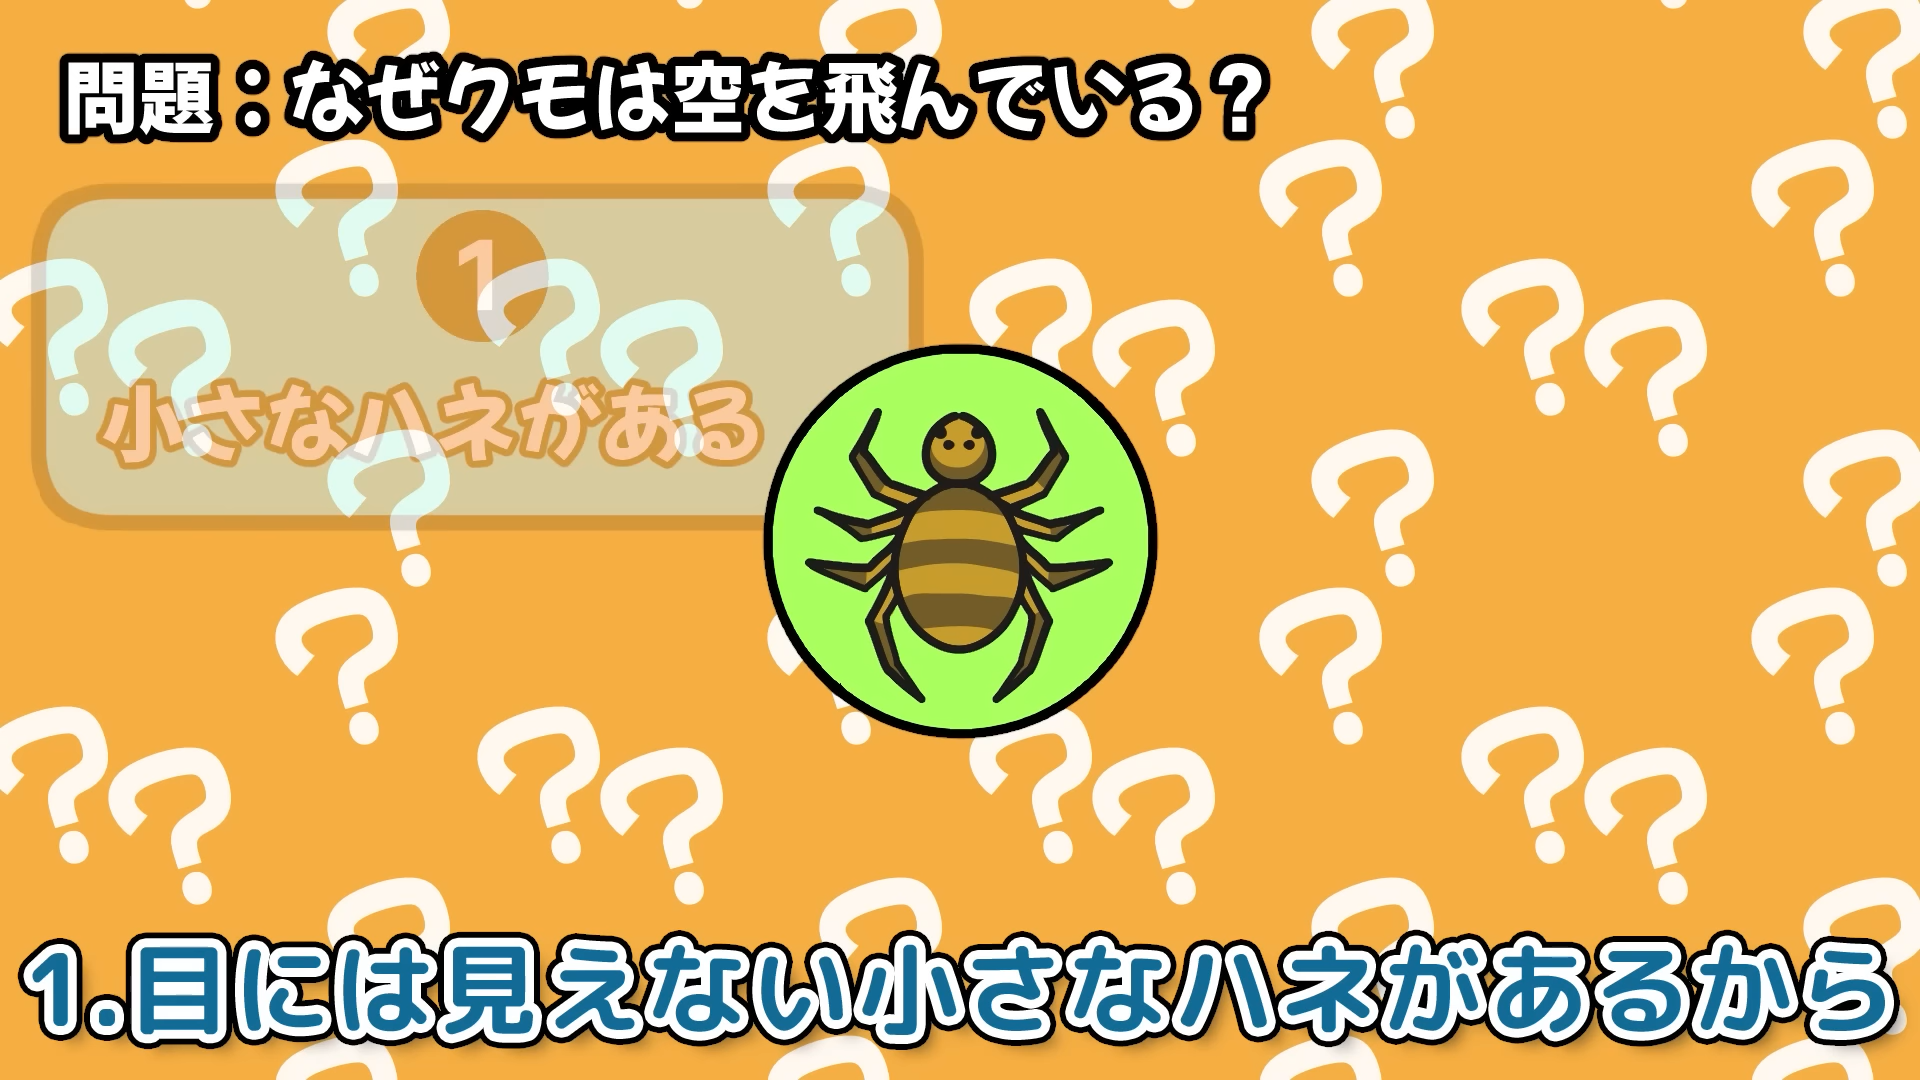 問題：なぜクモは空を飛んでいる？
1
小さなハネがある
1.目には見えない小さなハネがあるから